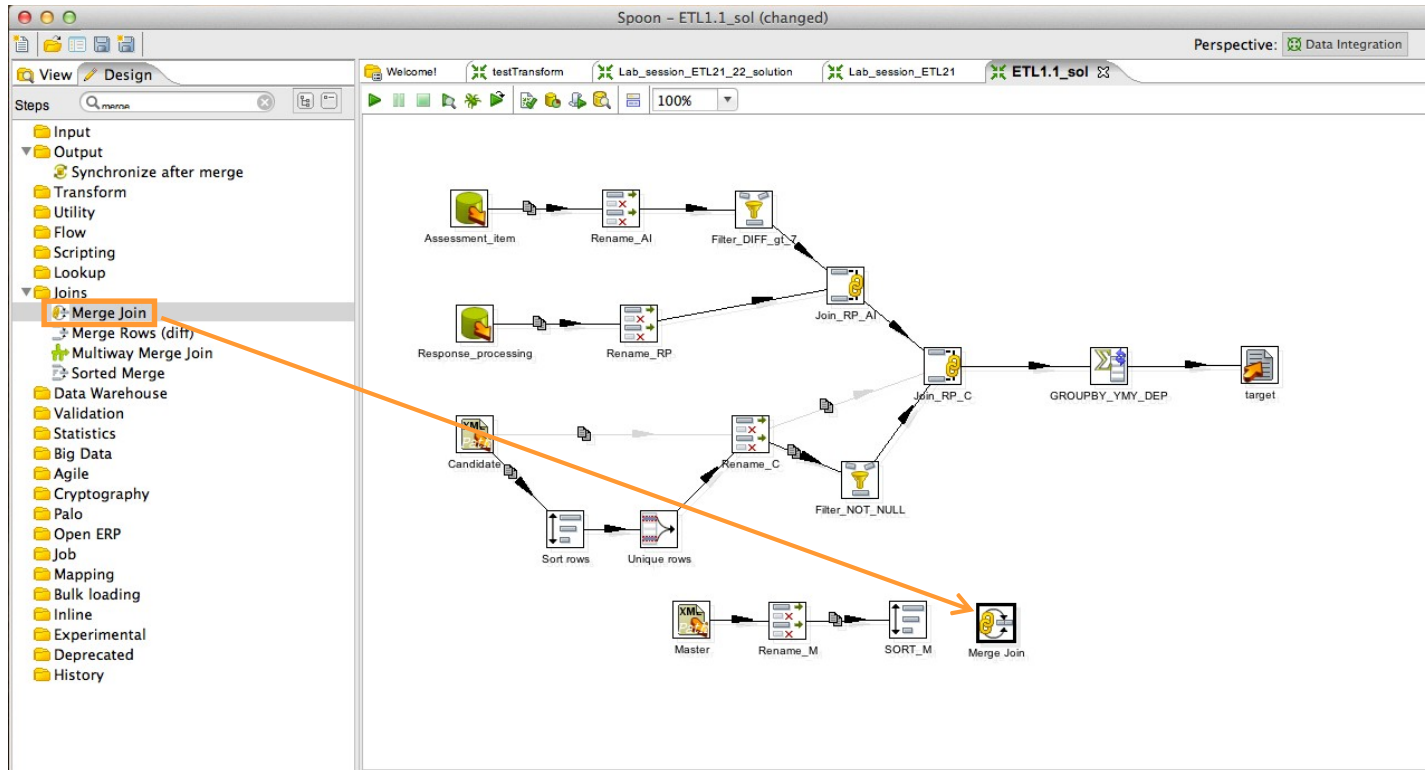 Spoon – ETL1.1_sol (changed)
Perspective: Data Integration
View Design
Welcome! testTransform Lab_session_ETL21_22_solution Lab_session_ETL21 ETL1.1_sol
Steps merge
100%
Input
Output
Synchronize after merge
Transform
Utility
Flow
Scripting
Lookup
Joins
Merge Join
Merge Rows (diff)
Multiway Merge Join
Sorted Merge
Data Warehouse
Validation
Statistics
Big Data
Agile
Cryptography
Palo
Open ERP
Job
Mapping
Bulk loading
Inline
Experimental
Deprecated
History
Assessment_item
Rename_AI
Filter_DIFF_gt_7
Join_RP_AI
Response_processing
Rename_RP
Join_RP_C
GROUPBY_YMY_DEP
target
XML
Candidate
Rename_C
Filter_NOT_NULL
Sort rows
Unique rows
XML
Master
Rename_M
SORT_M
Merge Join